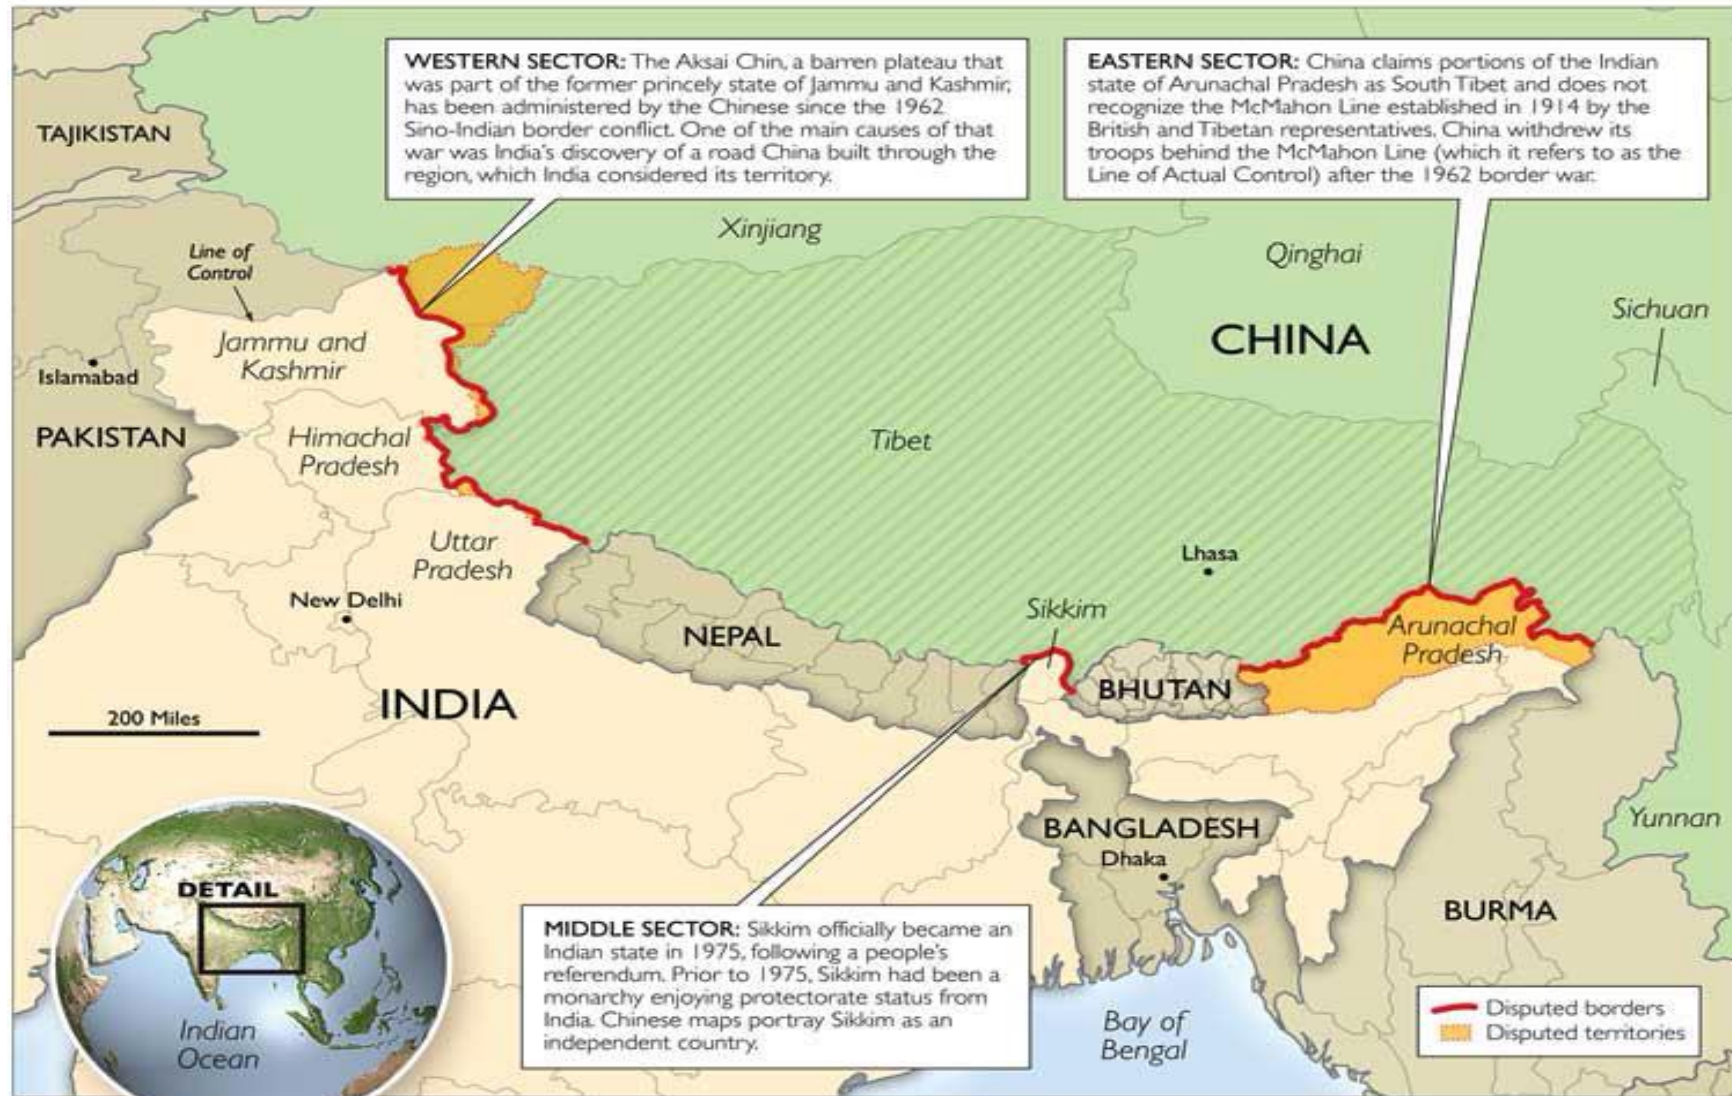 WESTERN SECTOR: The Aksai Chin, a barren plateau that
was part of the former princely state of Jammu and Kashmir,
has been administered by the Chinese since the 1962
Sino-Indian border conflict. One of the main causes of that
war was India's discovery of a road China built through the
region, which India considered its territory.
EASTERN SECTOR: China claims portions of the Indian
state of Arunachal Pradesh as South Tibet and does not
recognize the McMahon Line established in 1914 by the
British and Tibetan representatives. China withdrew its
troops behind the McMahon Line (which it refers to as the
Line of Actual Control) after the 1962 border war.
TAJIKISTAN
Xinjiang
Qinghai
Line of
Control
Sichuan
CHINA
Jammu and
Kashmir
Islamabad
PAKISTAN
Himachal
Pradesh
Tibet
Uttar
Pradesh
Lhasa
New Delhi
Sikkim
NEPAL
Arunachal
Pradesh
BHUTAN
INDIA
200 Miles
BANGLADESH
Dhaka
Yunnan
DETAIL
BURMA
MIDDLE SECTOR: Sikkim officially became an
Indian state in 1975, following a people's
referendum. Prior to 1975, Sikkim had been a
monarchy enjoying protectorate status from
India. Chinese maps portray Sikkim as an
independent country.
Indian
Ocean
Bay of
Bengal
Disputed borders
Disputed territories